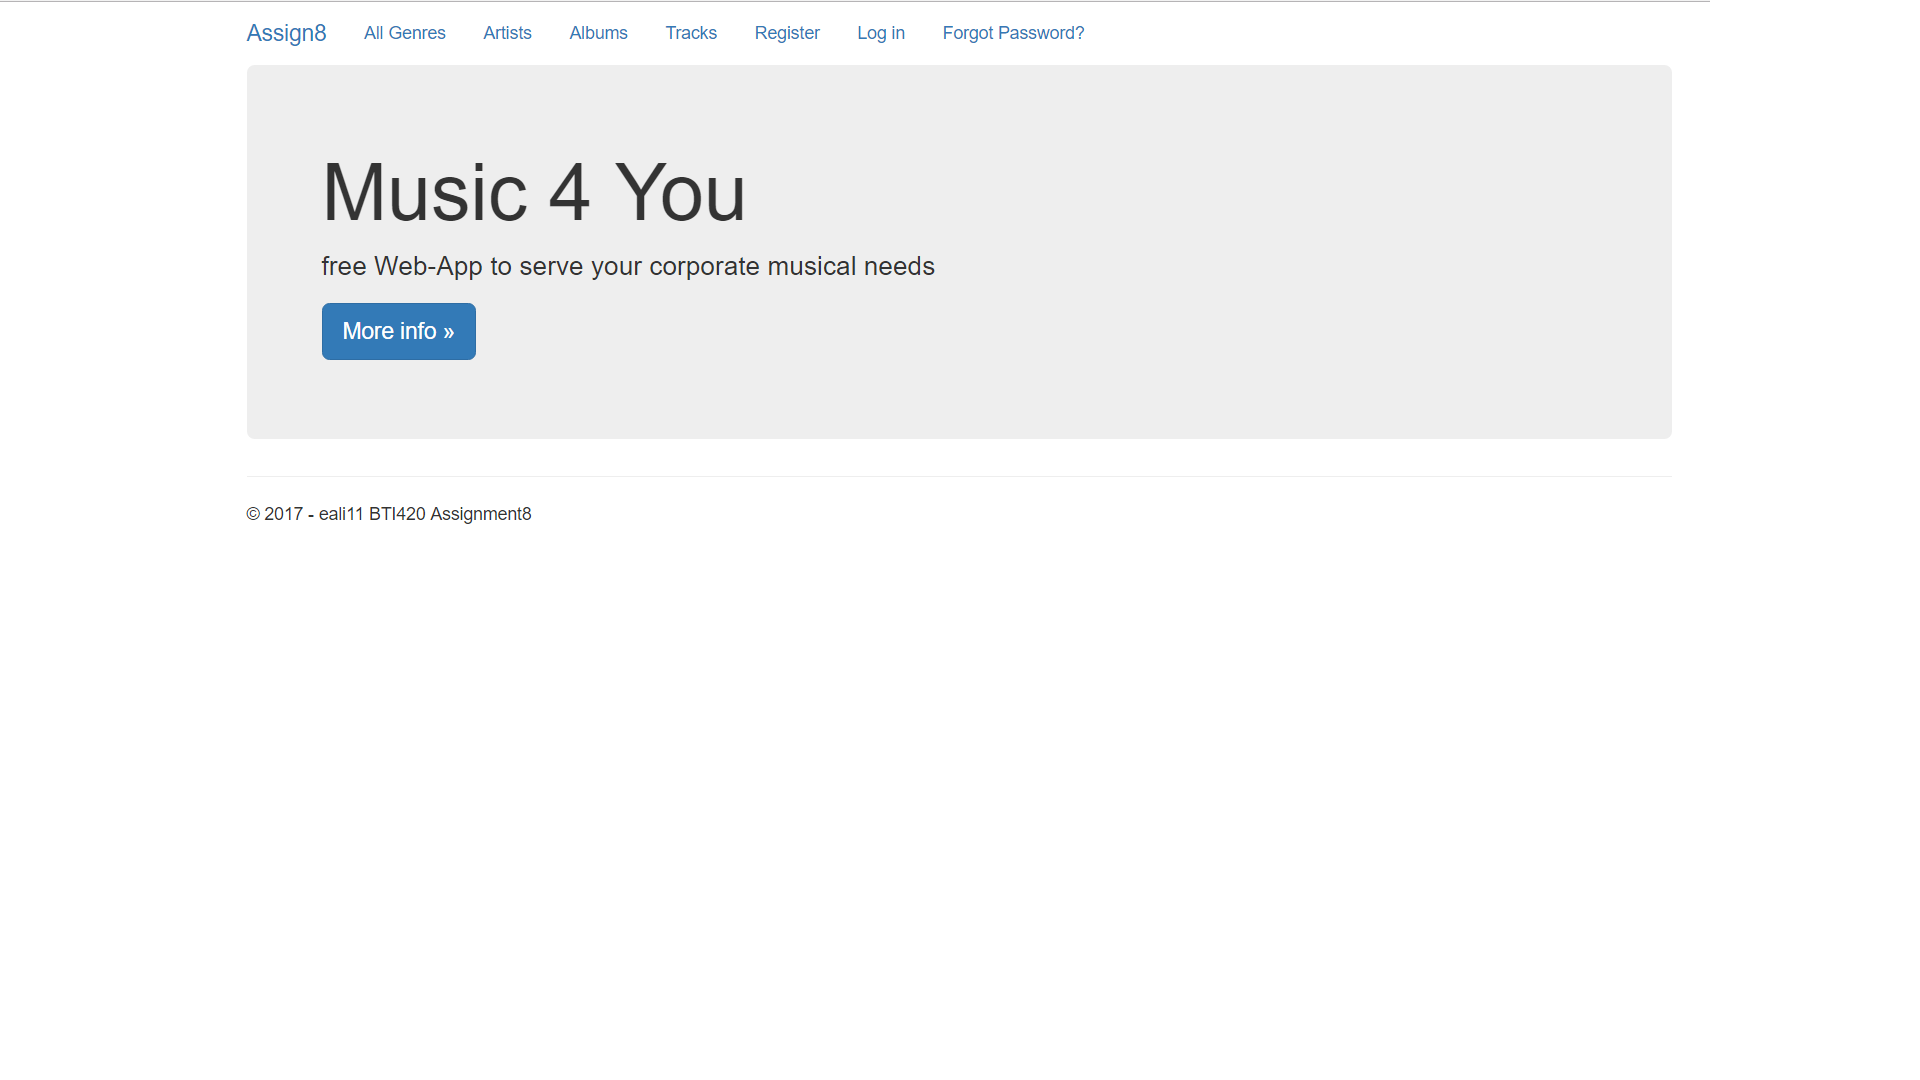 Assign8 All Genres Artists Albums Tracks Register Log in Forgot Password?
Music 4 You
free Web-App to serve your corporate musical needs
More info »
© 2017 - eali11 BTI420 Assignment8